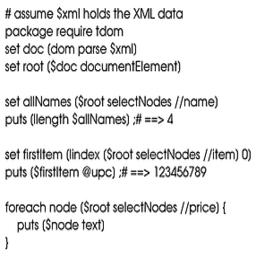 # assume $xml holds the XML data
package require tdom
set doc (dom parse $xml)
set root ($doc documentElement)
set allNames ($root selectNodes //name)
puts (llength $allNames) ;# ==> 4
set firstItem (lindex ($root selectNodes //item) 0)
puts ($firstItem @upc) ;# ==> 123456789
foreach node ($root selectNodes //price) {
puts ($node text)
}